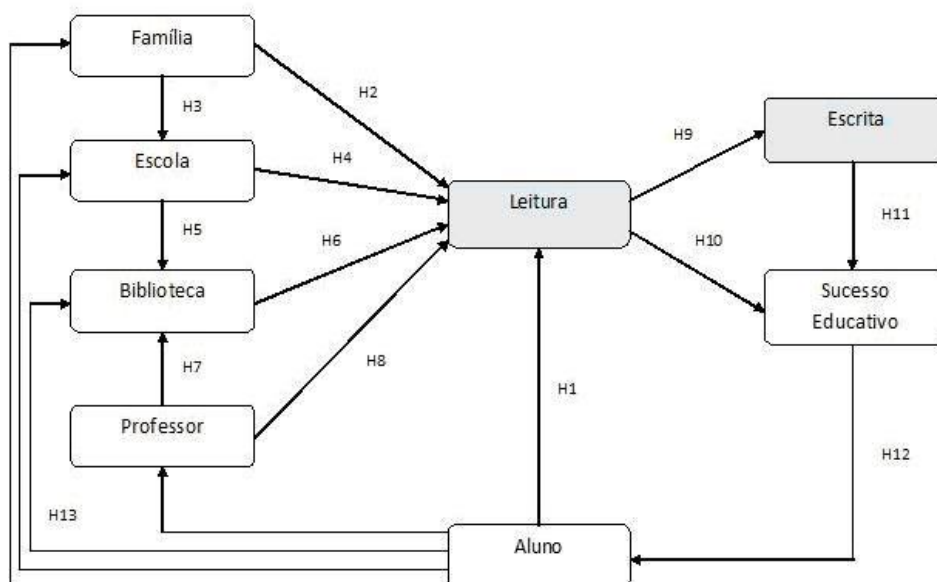 Família
H3
H2
Escola
H4
H5
Biblioteca
H6
H7
Professor
H8
H13
Leitura
H1
Aluno
H9
H10
Escrita
H11
Sucesso
Educativo
H12